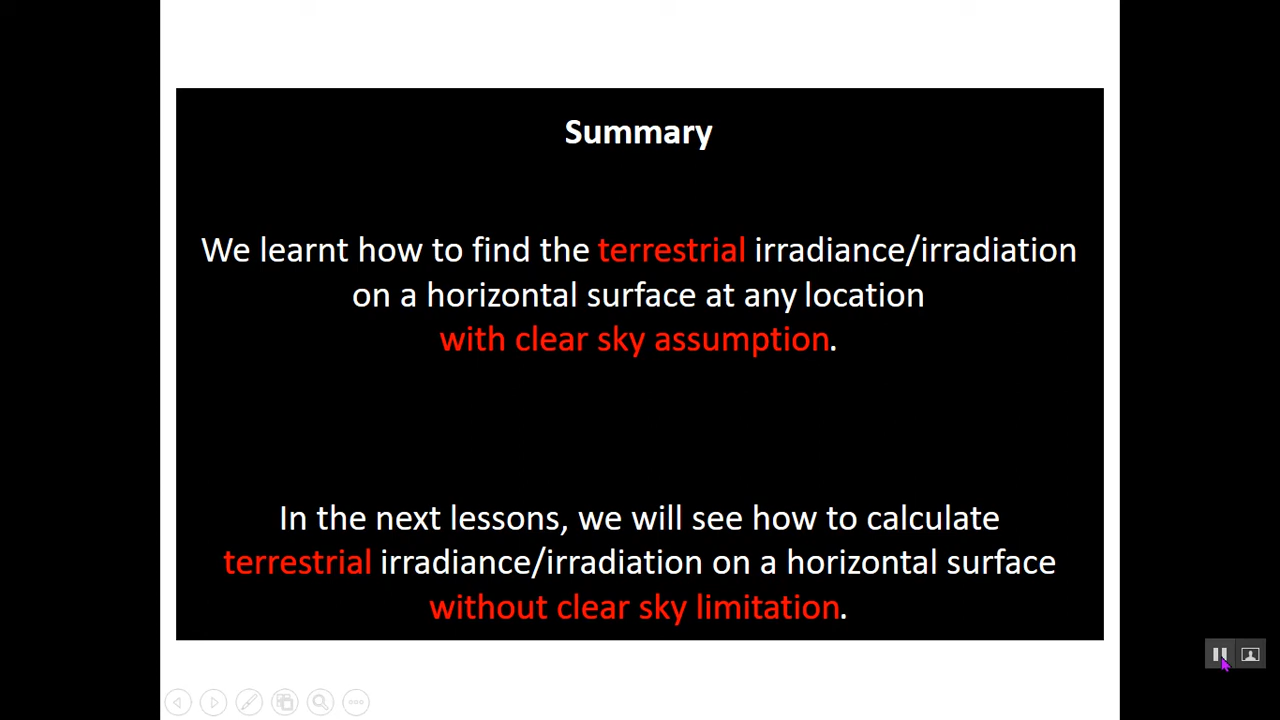 Summary
We learnt how to find the terrestrial irradiance/irradiation
on a horizontal surface at any location
with clear sky assumption.
In the next lessons, we will see how to calculate
terrestrial irradiance/irradiation on a horizontal surface
without clear sky limitation.